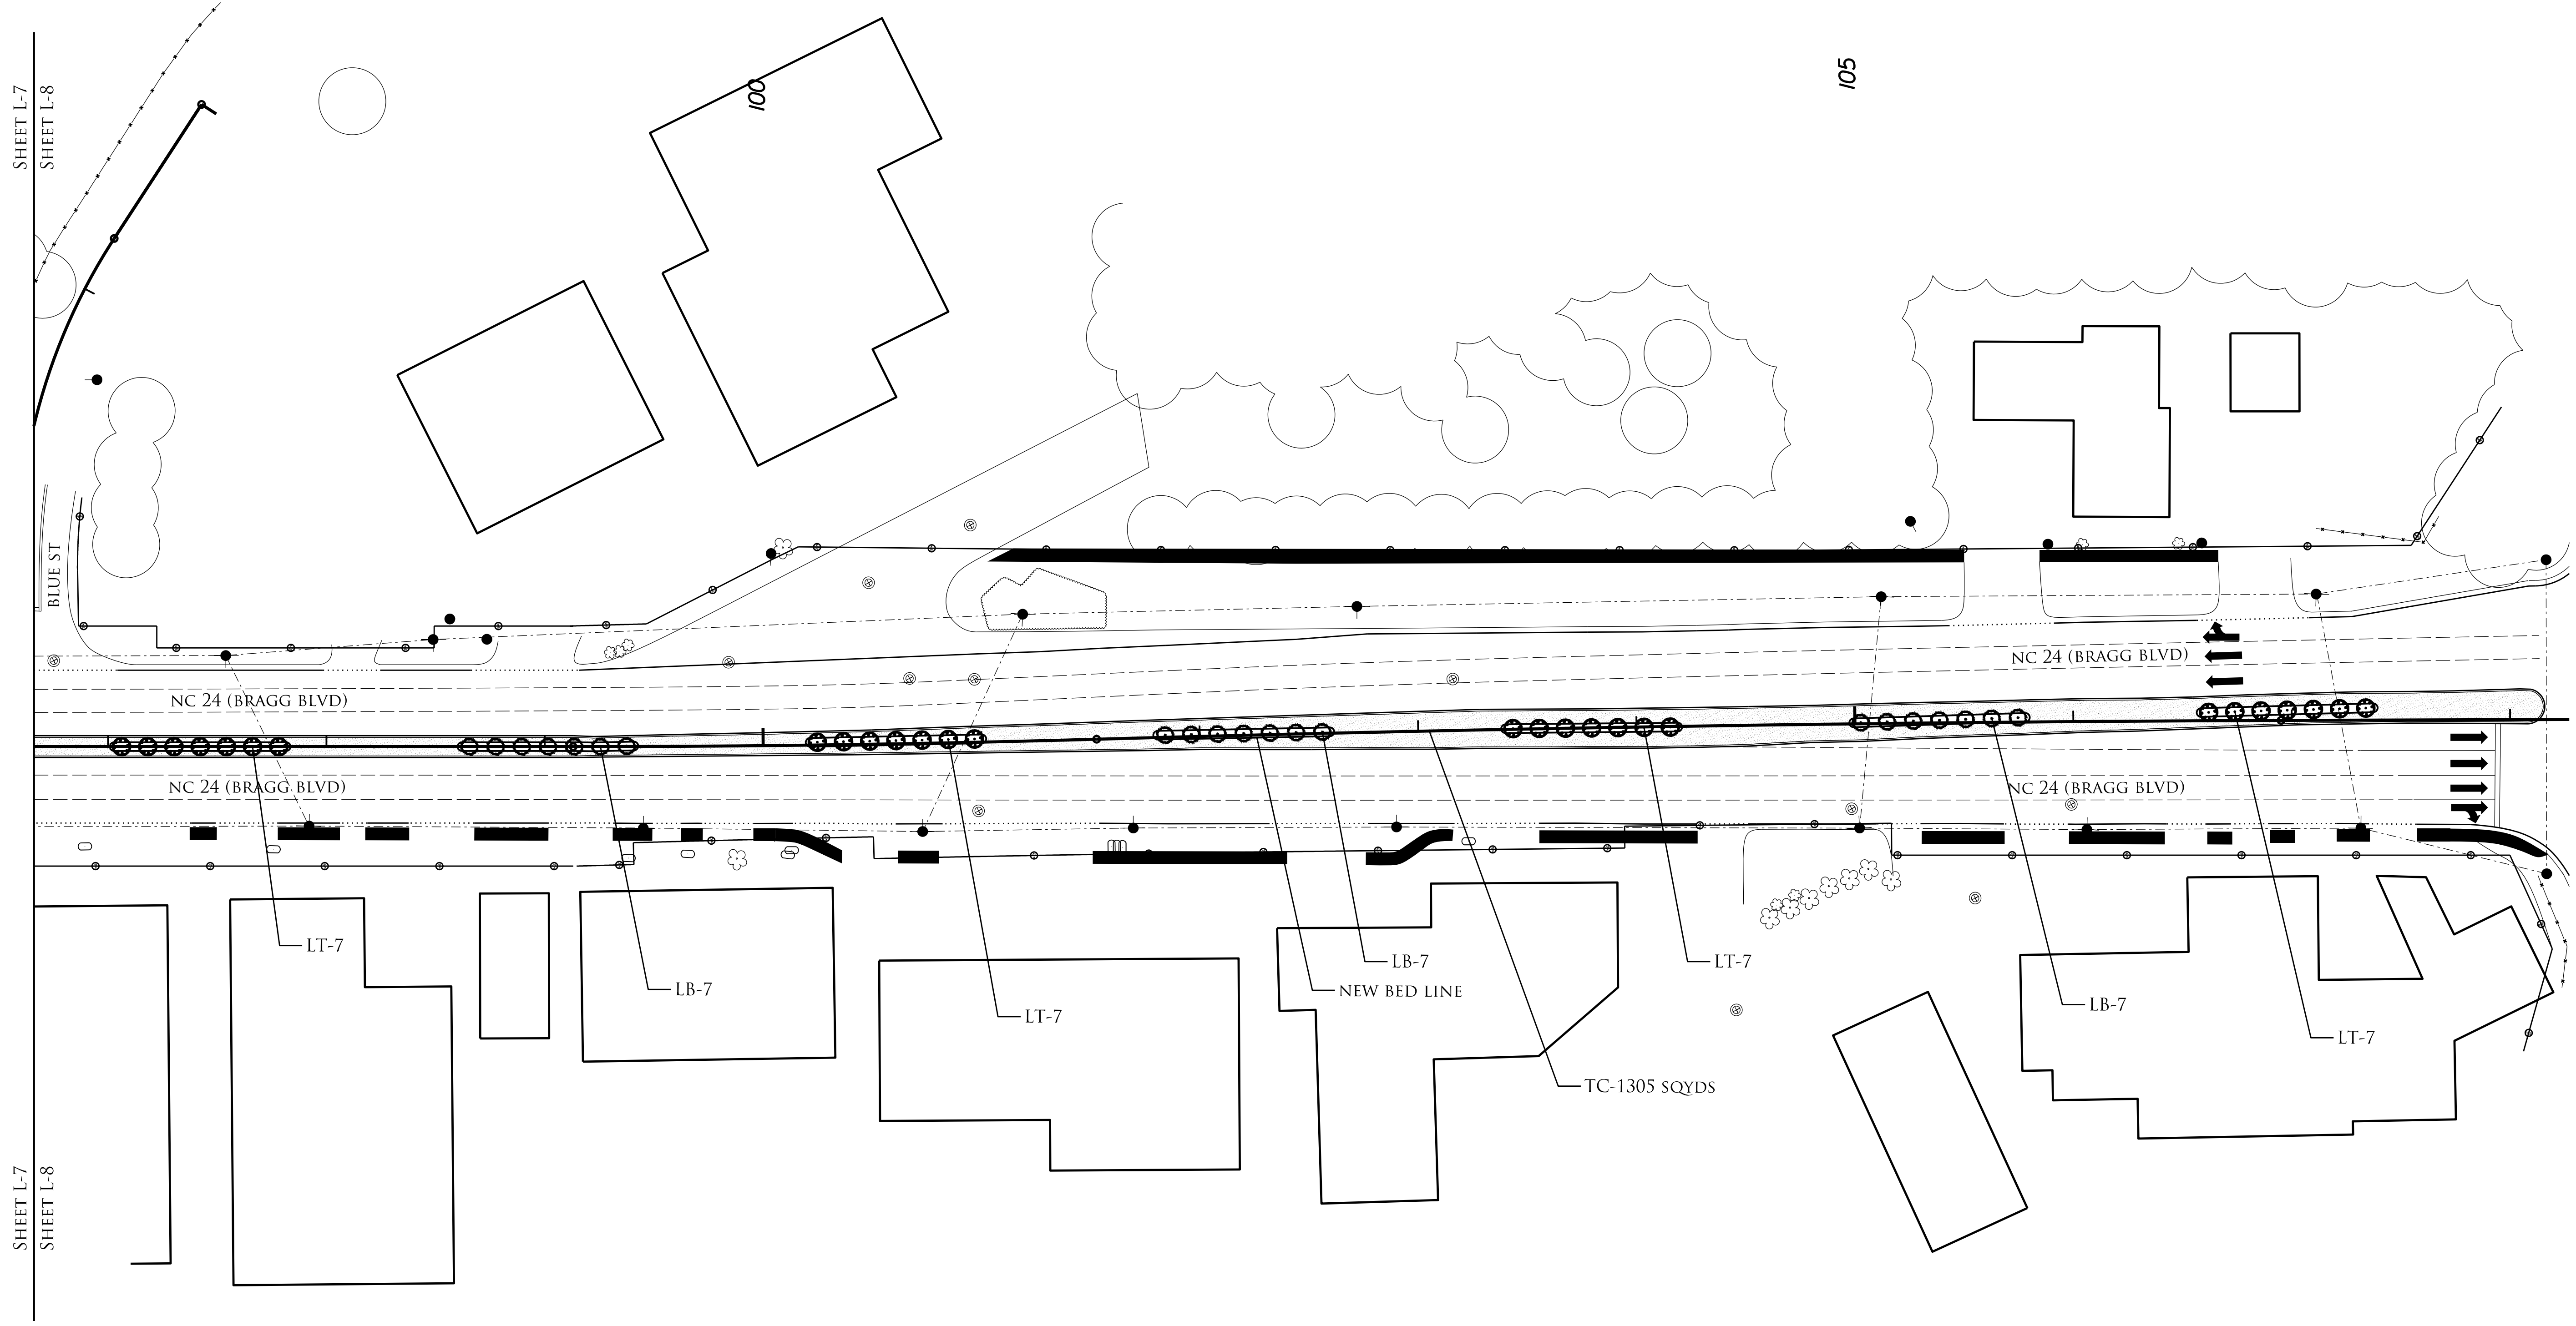 SHEET L-7
SHEET L-8
100
105
BLUE ST
NC 24 (BRAGG BLVD)
NC 24 (BRAGG BLVD)
NC 24 (BRAGG BLVD)
NC 24 (BRAGG BLVD)
LT-7
LB-7
LT-7
LB-7
NEW BED LINE
LT-7
LB-7
LT-7
TC-1305 SQYDS
SHEET L-7
SHEET L-8